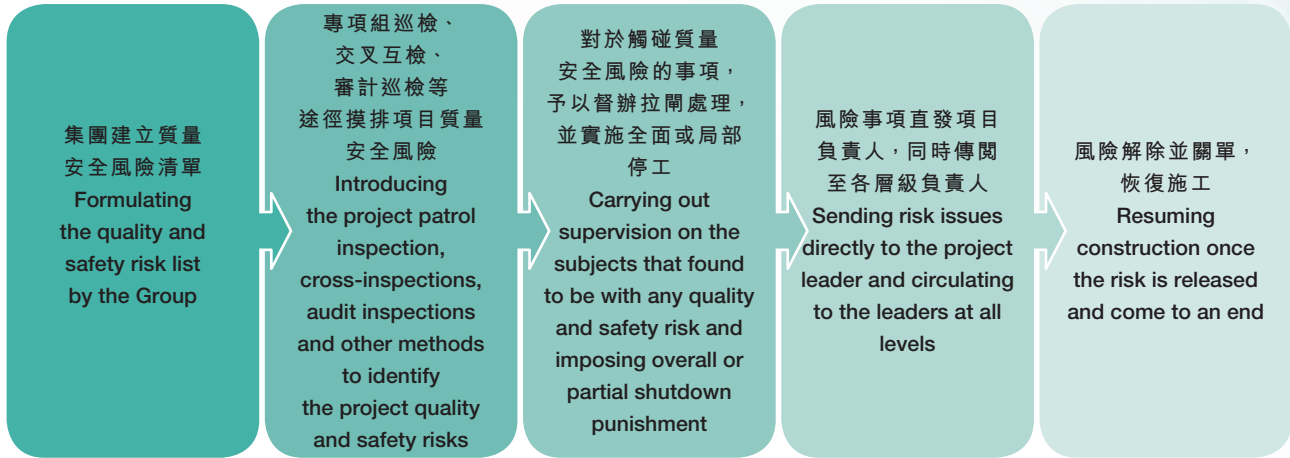 集團建立質量
安全風險清單
Formulating
the quality and
safety risk list
by the Group
專項組巡檢、
交叉互檢、
審計巡檢等
途徑摸排項目質量
安全風險
Introducing
the project patrol
inspection,
cross-inspections,
audit inspections
and other methods
to identify
the project quality
and safety risks
對於觸碰質量
安全風險的事項，
予以督辦拉閘處理，
並實施全面或局部
停工
Carrying out
supervision on the
subjects that found
to be with any quality
and safety risk and
imposing overall or
partial shutdown
punishment
風險事項直發項目
負責人，同時傳閱
至各層級負責人
Sending risk issues
directly to the project
leader and circulating
to the leaders at all
levels
風險解除並關單，
恢復施工
Resuming
construction once
the risk is released
and come to an end